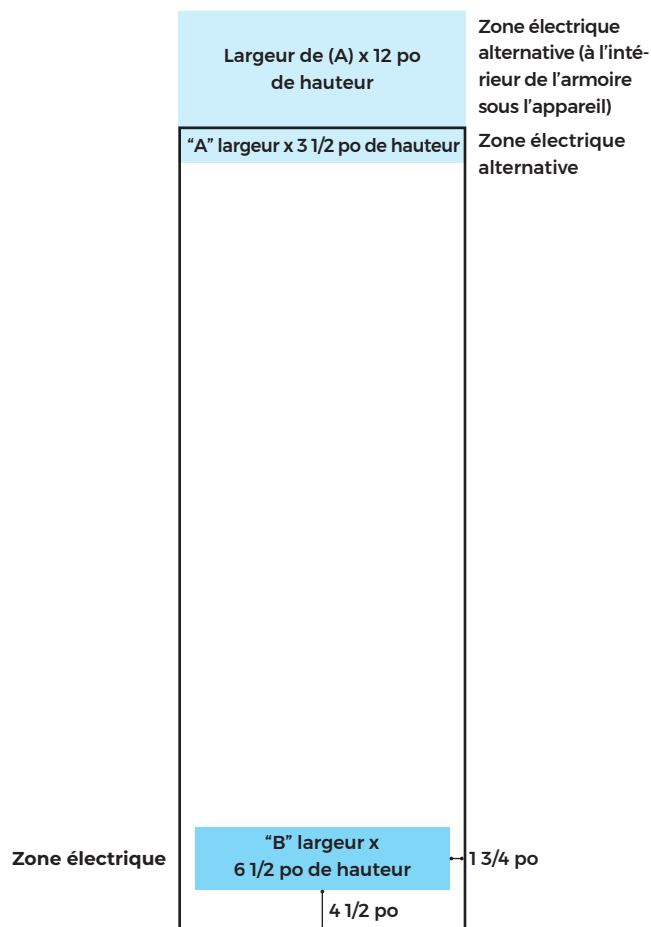 Largeur de (A) x 12 po
de hauteur
Zone électrique
alternative (à l’inté-
rieur de l’armoire
sous l’appareil)
“A” largeur x 3 1/2 po de hauteur
Zone électrique
alternative
Zone électrique
“B” largeur x
6 1/2 po de hauteur
1 3/4 po
4 1/2 po